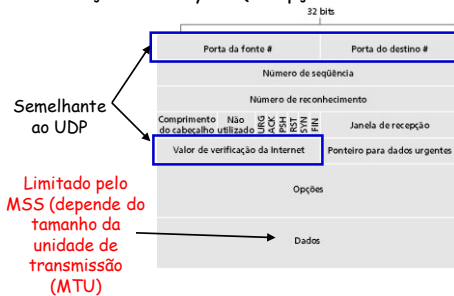 32 bits
Porta da fonte # Porta do destino #
Número de seqüência
Número de reconhecimento
Comprimento do cabeçalho Não utilizado URG ACK PSH RST SYN FIN Janela de recepção
Valor de verificação da Internet Ponteiro para dados urgentes
Opções
Dados
Semelhante
ao UDP
Limitado pelo
MSS (depende do
tamanho da
unidade de
transmissão
(MTU)